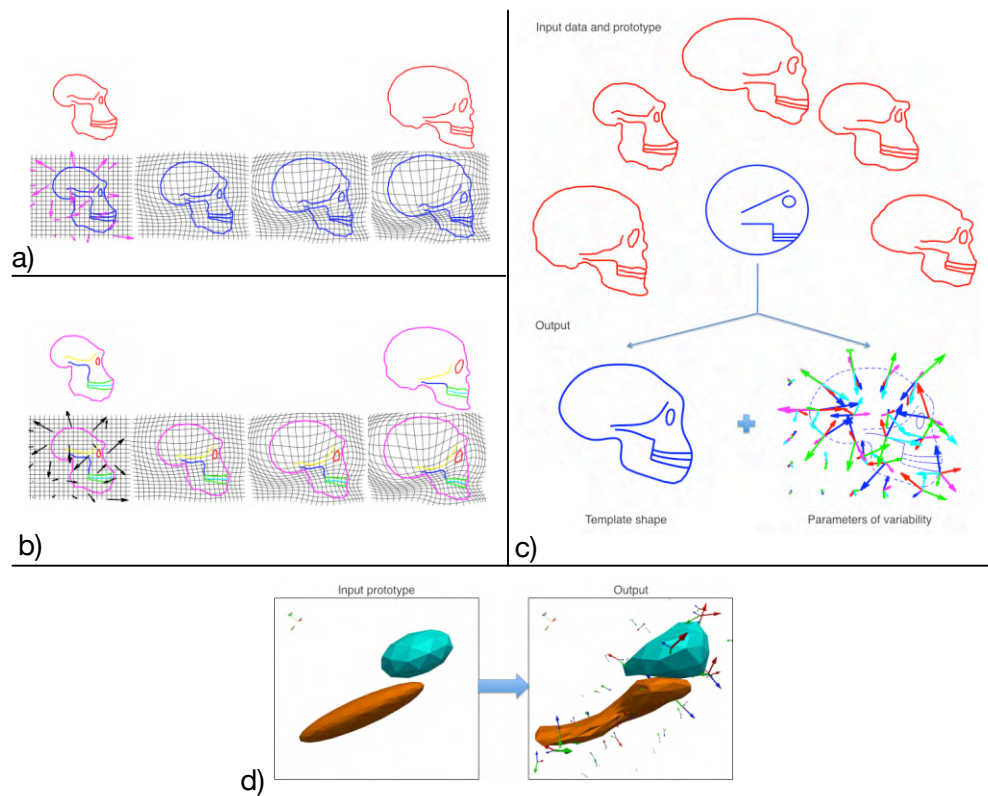 a)
b)
Input data and prototype
Output
Template shape
Parameters of variability
c)
Input prototype
Output
d)